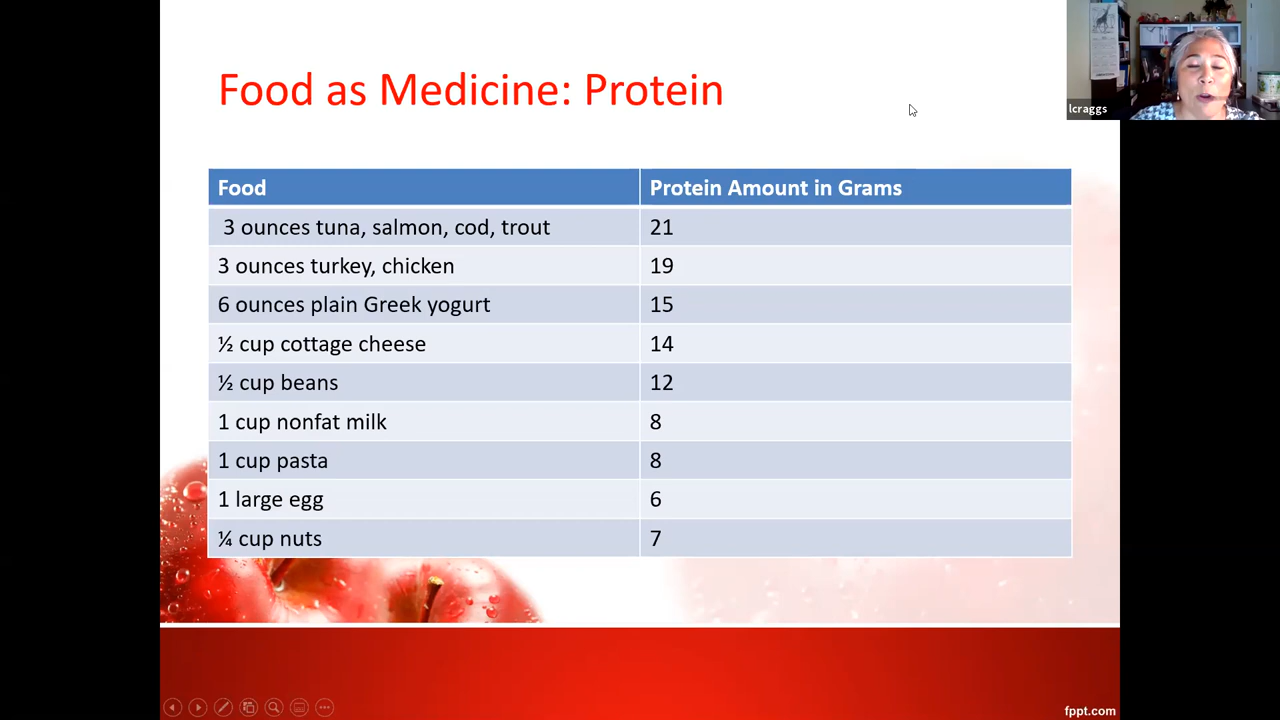 Food as Medicine: Protein
lcraggs
Food Protein Amount in Grams
3 ounces tuna, salmon, cod, trout 21
3 ounces turkey, chicken 19
6 ounces plain Greek yogurt 15
½ cup cottage cheese 14
½ cup beans 12
1 cup nonfat milk 8
1 cup pasta 8
1 large egg 6
¼ cup nuts 7
fppt.com